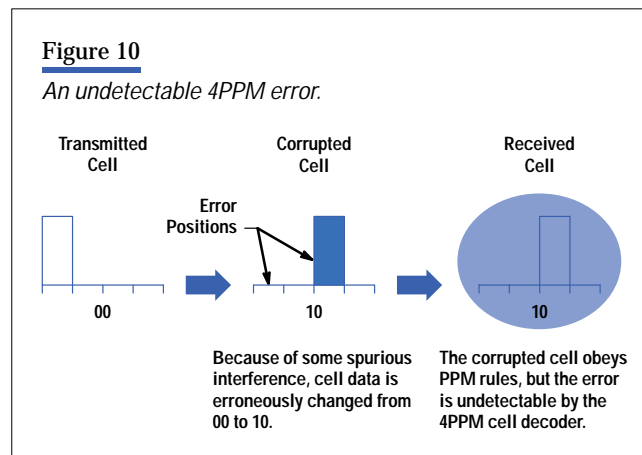 Figure 10
An undetectable 4PPM error.
Transmitted
Cell
Corrupted
Cell
Received
Cell
Error
Positions
00
10
10
Because of some spurious
interference, cell data is
erroneously changed from
00 to 10.
The corrupted cell obeys
PPM rules, but the error
is undetectable by the
4PPM cell decoder.